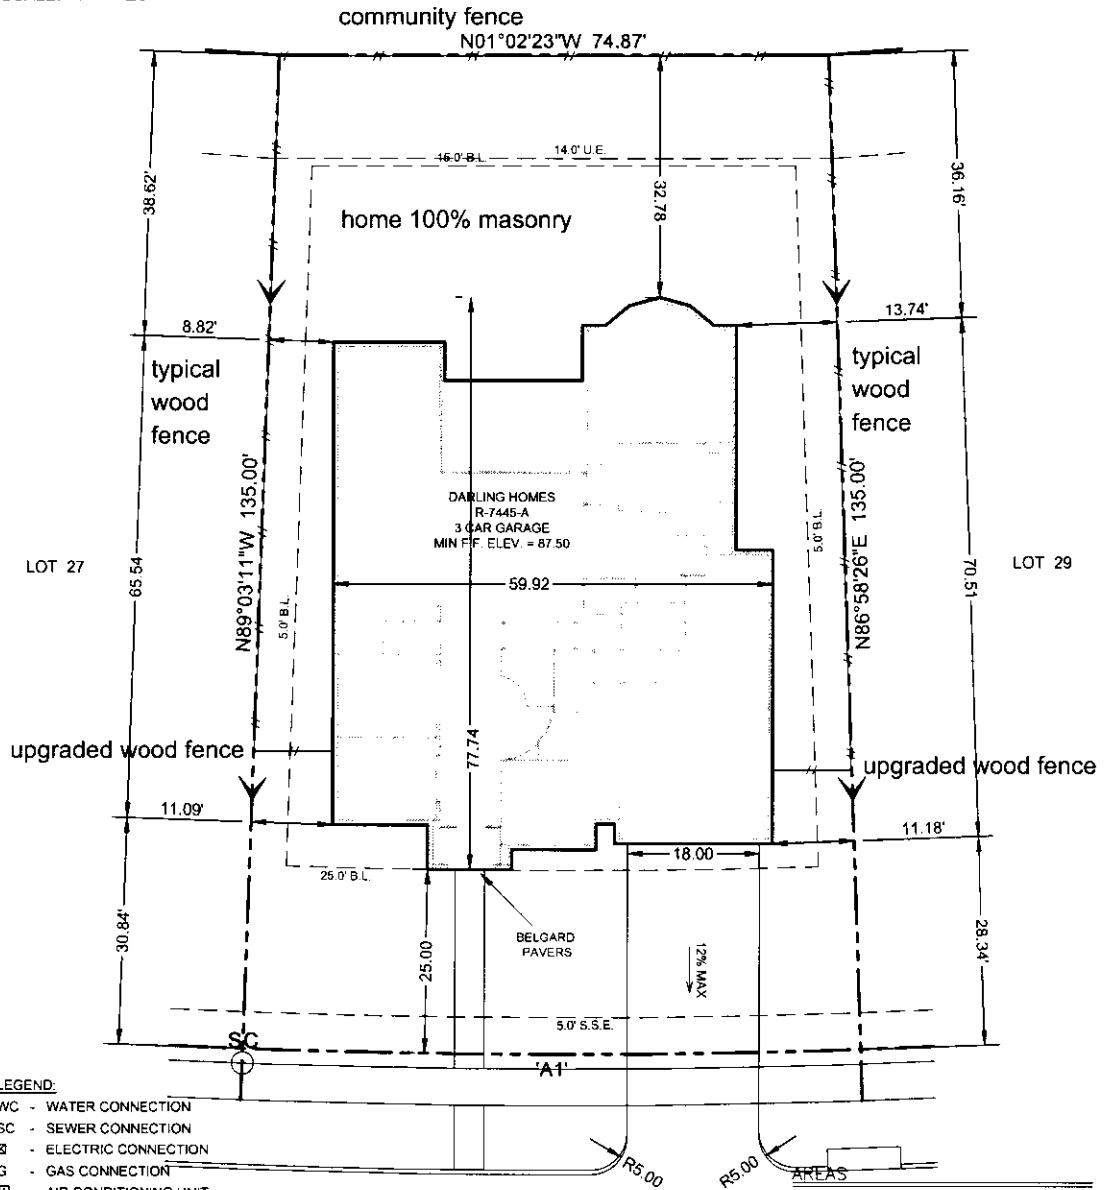 community fence
N01°02'23"W 74.87'
15.0' B.L.
14.0' U.E.
38.62'
32.78
36.16'
home 100% masonry
8.82'
13.74'
typical
wood
fence
typical
wood
fence
DARLING HOMES
R-7445-A
3 CAR GARAGE
MIN F.F. ELEV. = 87.50
N89°03'11"W 135.00'
N86°58'26"E 135.00'
5.0' B.L.
5.0' B.L.
LOT 27
LOT 29
65.54
59.92
70.51
77.74
upgraded wood fence
upgraded wood fence
11.09'
11.18'
18.00
25.0' B.L.
30.84'
25.00
BELGARD
PAVERS
12% MAX
28.34'
5.0' S.S.E.
SC
'A1'
LEGEND:
WC - WATER CONNECTION
SC - SEWER CONNECTION
- ELECTRIC CONNECTION
G - GAS CONNECTION
- AIR CONDITIONING UNIT
R5.00
R5.00
AREAS